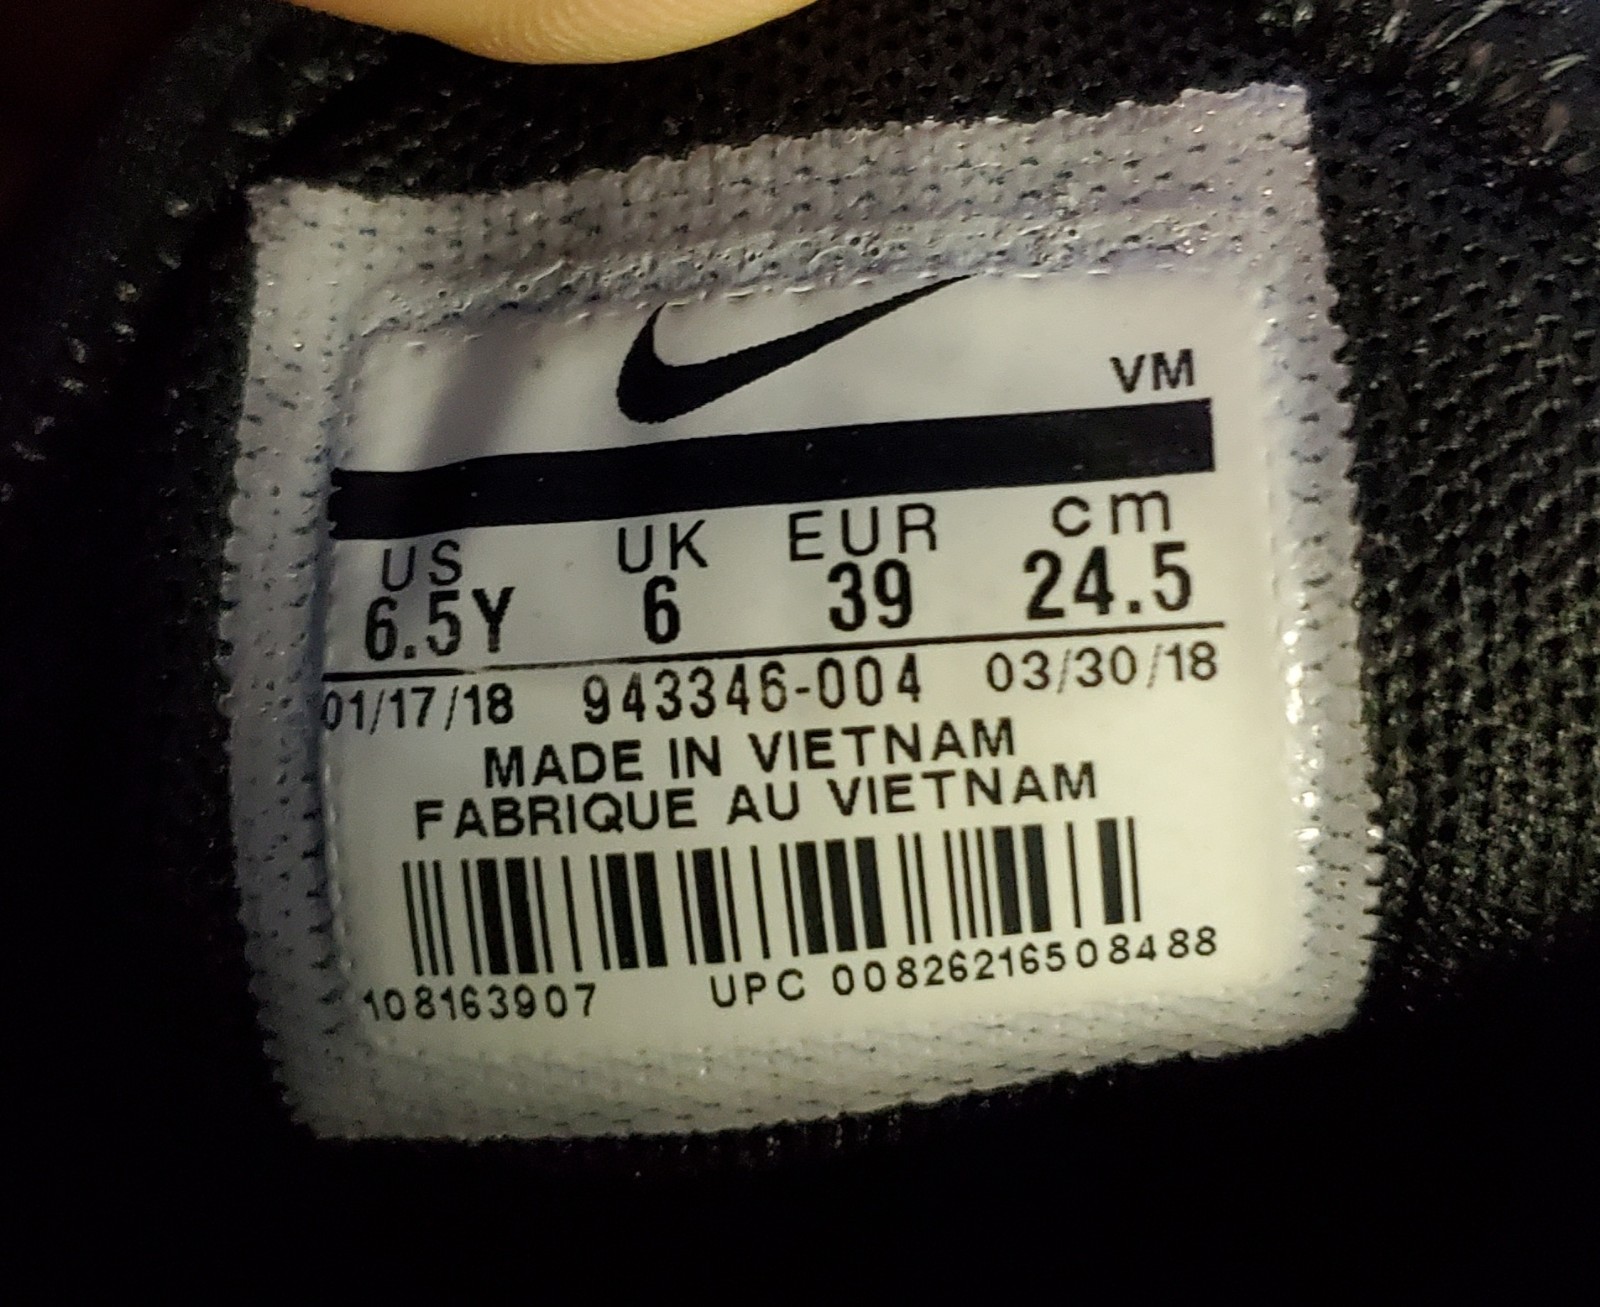 VM
US UK EUR cm
6.5Y 6 39 24.5
01/17/18 943346-004 03/30/18
MADE IN VIETNAM
FABRIQUE AU VIETNAM
108163907 UPC 00826216508488